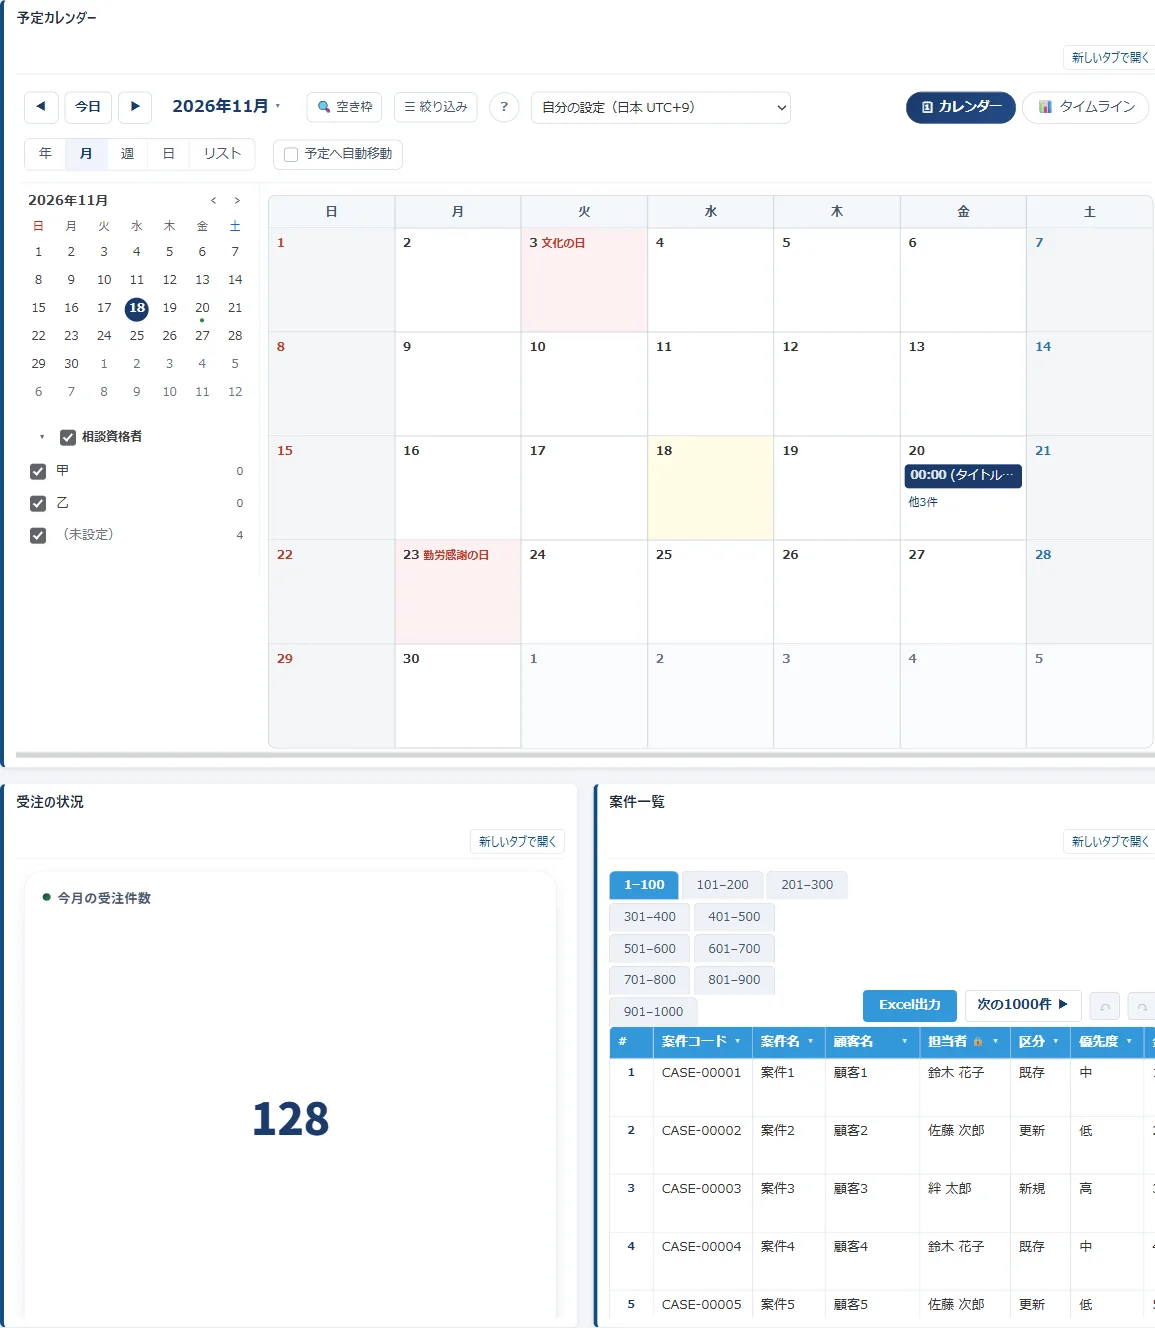 予定カレンダー
新しいタブで開く
◀ 今日 ▶ 2026年11月 空き枠 ☰ 絞り込み ? 自分の設定（日本 UTC+9） カレンダー タイムライン
年 月 週 日 リスト 予定へ自動移動
2026年11月 < >
日 月 火 水 木 金 土
1 2 3 4 5 6 7
8 9 10 11 12 13 14
15 16 17 18 19 20 21
22 23 24 25 26 27 28
29 30 1 2 3 4 5
6 7 8 9 10 11 12
相談資格者
甲 0
乙 0
（未設定） 4
日 月 火 水 木 金 土
1 2 3 文化の日 4 5 6 7
8 9 10 11 12 13 14
15 16 17 18 19 20 21
00:00 (タイトル…
他3件
22 23 勤労感謝の日 24 25 26 27 28
29 30 1 2 3 4 5
受注の状況
新しいタブで開く
今月の受注件数
128
案件一覧
新しいタブで開く
1–100 101–200 201–300
301–400 401–500
501–600 601–700
701–800 801–900
901–1000
Excel出力 次の1000件 ▶
# 案件コード 案件名 顧客名 担当者 区分 優先度
1 CASE-00001 案件1 顧客1 鈴木 花子 既存 中
2 CASE-00002 案件2 顧客2 佐藤 次郎 更新 低
3 CASE-00003 案件3 顧客3 絆 太郎 新規 高
4 CASE-00004 案件4 顧客4 鈴木 花子 既存 中
5 CASE-00005 案件5 顧客5 佐藤 次郎 更新 低